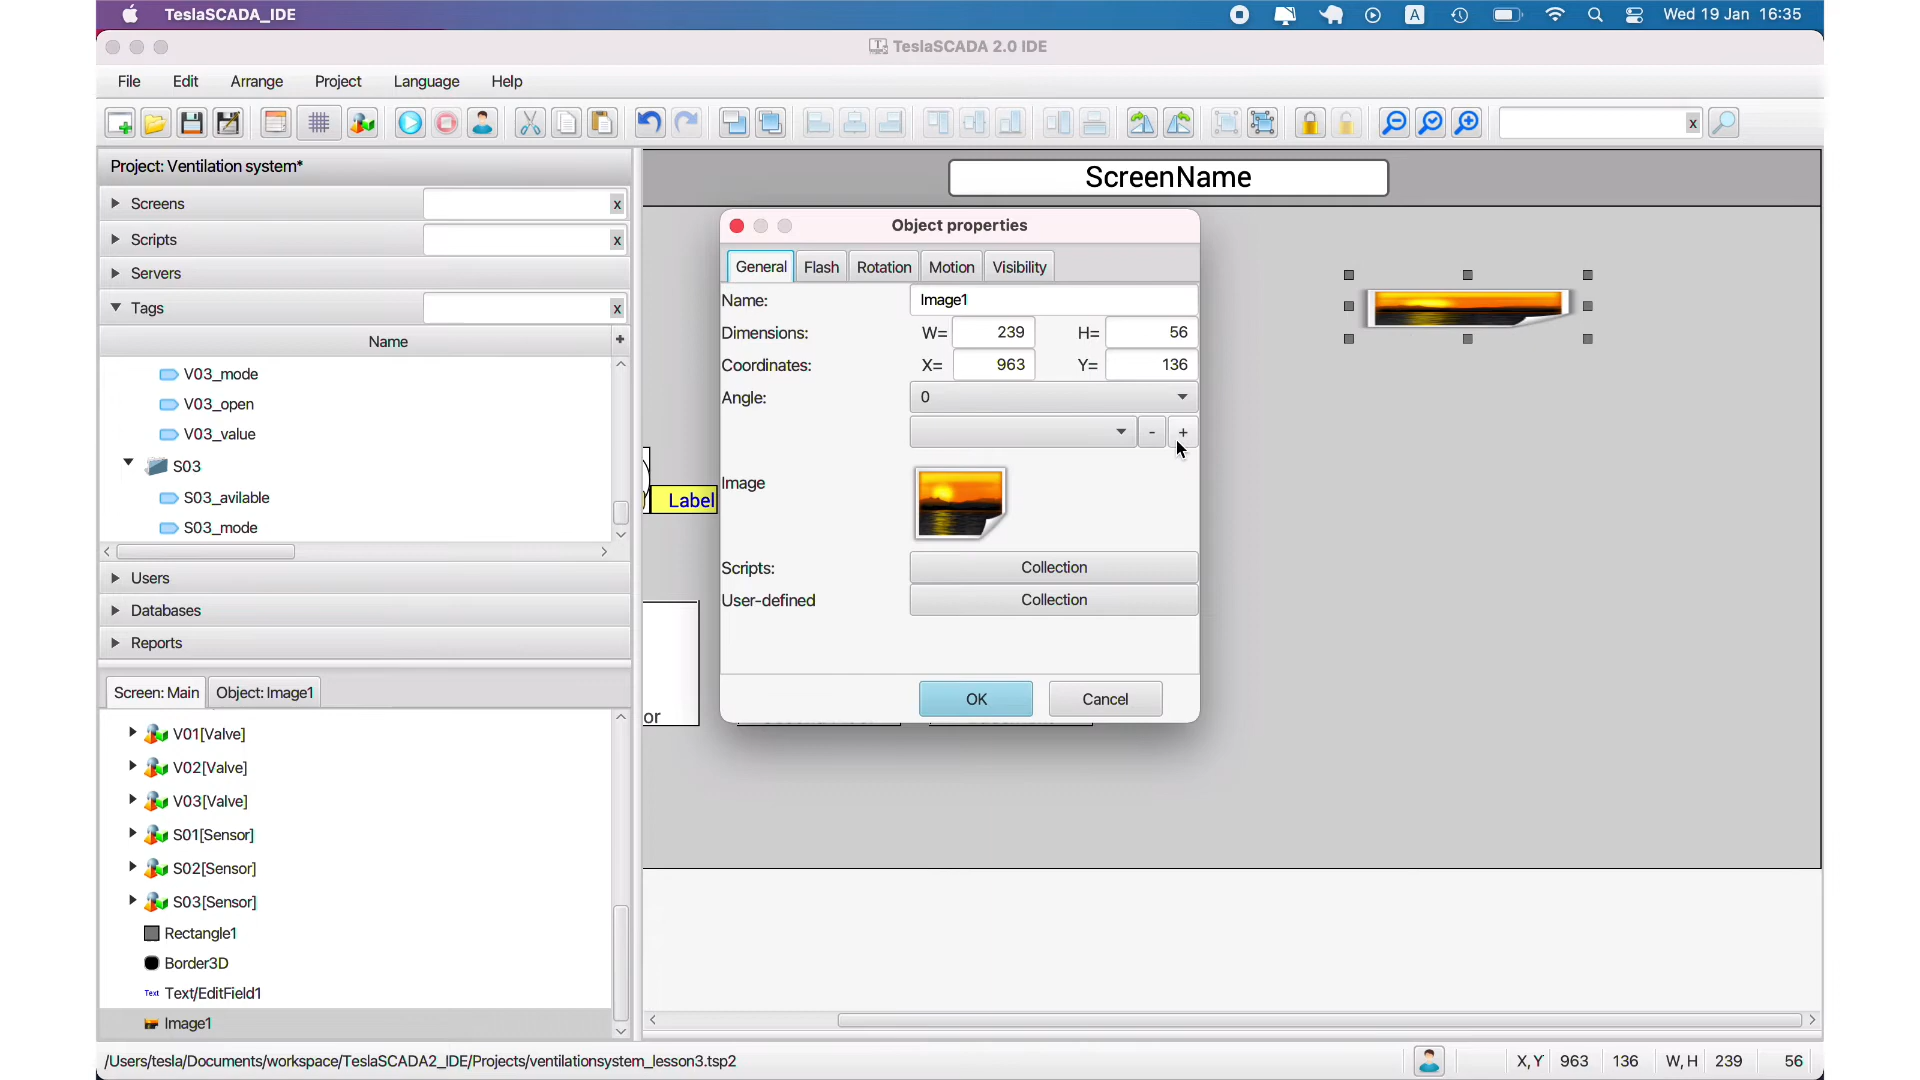 TeslaSCADA_IDE
A
Wed 19 Jan 16:35
TeslaSCADA 2.0 IDE
File Edit Arrange Project Language Help
x
Project: Ventilation system*
Screens x
Scripts x
Servers
Tags x
Name +
V03_mode
V03_open
V03_value
S03
S03_avilable
S03_mode
Users
Databases
Reports
Screen: Main Object: Image1
V01[Valve]
V02[Valve]
V03[Valve]
S01[Sensor]
S02[Sensor]
S03[Sensor]
Rectangle1
Border3D
Text Text/EditField1
Image1
ScreenName
Label
or
Object properties
General Flash Rotation Motion Visibility
Name: Image1
Dimensions: W= 239 H= 56
Coordinates: X= 963 Y= 136
Angle: 0
- +
Image
Scripts: Collection
User-defined Collection
OK Cancel
/Users/tesla/Documents/workspace/TeslaSCADA2_IDE/Projects/ventilationsystem_lesson3.tsp2
X,Y 963 136 W,H 239 56